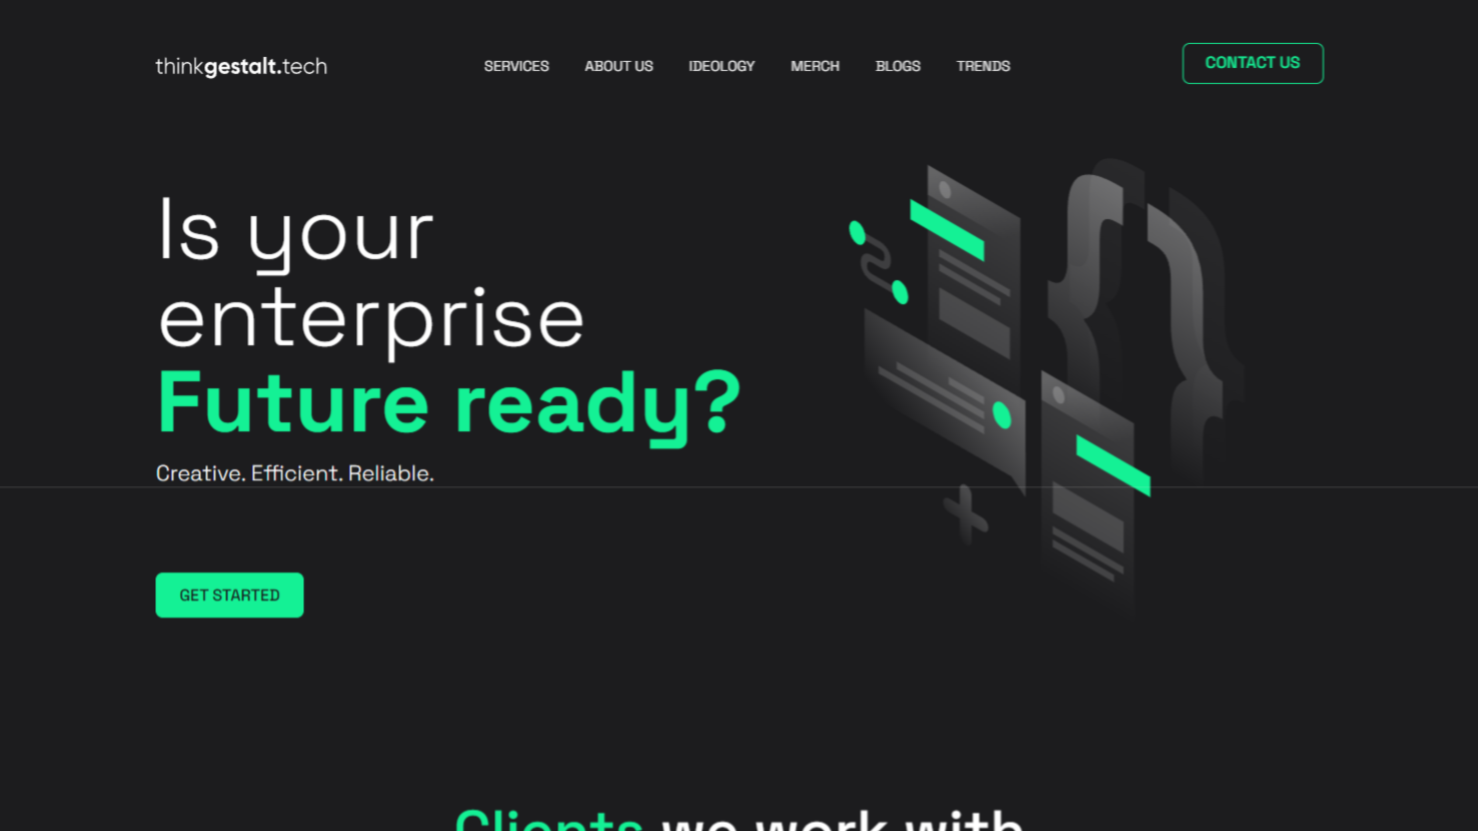 thinkgestalt.tech
SERVICES ABOUT US IDEOLOGY MERCH BLOGS TRENDS
CONTACT US
Is your
enterprise
Future ready?
Creative. Efficient. Reliable.
GET STARTED
Clients we work with